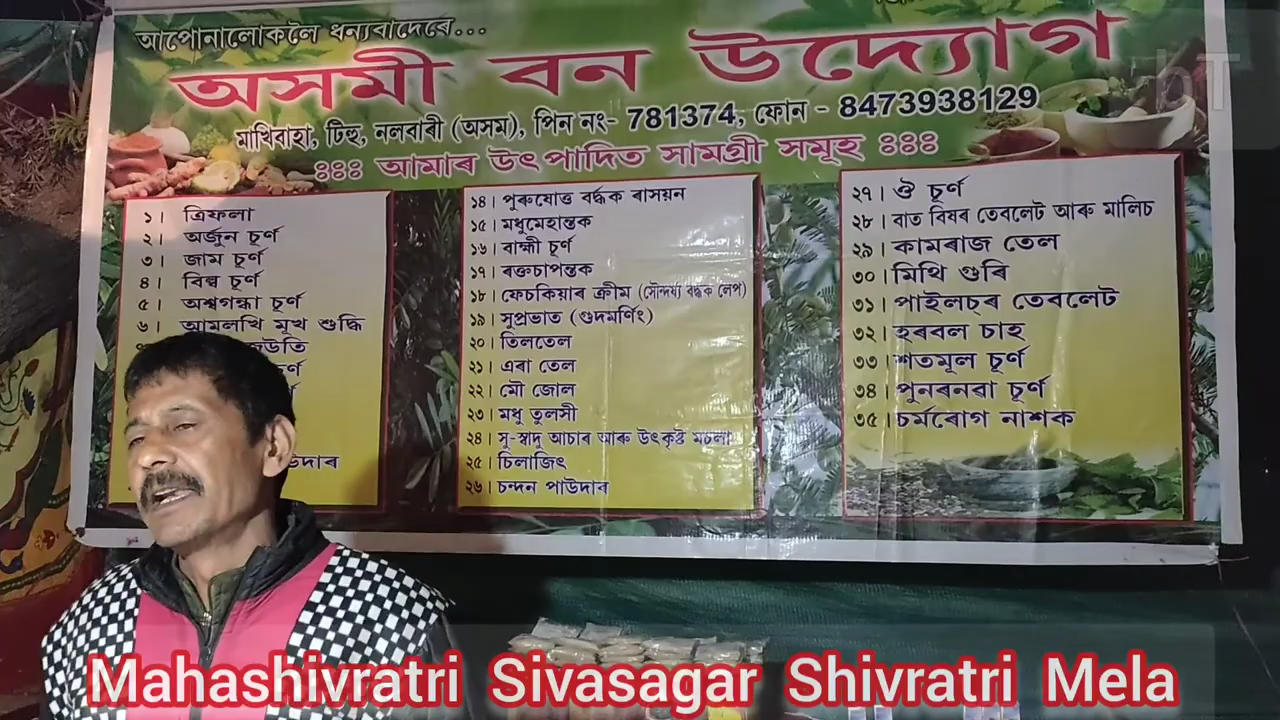 আপোনালোকলৈ ধন্যবাদেৰে...
অসমী বন উদ্যোগ
মাখিবাহা, টিহু, নলবাৰী (অসম), পিন নং- 781374, ফোন - 8473938129
আমাৰ উৎপাদিত সামগ্ৰী সমূহ
১। ত্ৰিফলা
২। অৰ্জুন চূৰ্ণ
৩। জাম চূৰ্ণ
৪। বিল্ব চূৰ্ণ
৫। অশ্বগন্ধা চূৰ্ণ
৬। আমলখি মূখ শুদ্ধি
১৪। পুৰুষোত্ত বৰ্দ্ধক ৰাসয়ন
১৫। মধুমেহান্তক
১৬। বাহ্মী চূৰ্ণ
১৭। ৰক্তচাপন্তক
১৮। ফেচকিয়াৰ ক্ৰীম (সৌন্দৰ্য্য বৰ্দ্ধক লেপ)
১৯। সুপ্ৰভাত (গুদমৰ্ণিং)
২০। তিলতেল
২১। এৰা তেল
২২। মৌ জোল
২৩। মধু তুলসী
২৪। সু-স্বাদু আচাৰ আৰু উৎকৃষ্ট মচলা
২৫। চিলাজিৎ
২৬। চন্দন পাউদাৰ
২৭। ঔ চূৰ্ণ
২৮। বাত বিষৰ তেবলেট আৰু মালিচ
২৯। কামৰাজ তেল
৩০। মিথি গুৰি
৩১। পাইলচ্ৰ তেবলেট
৩২। হৰবল চাহ
৩৩। শতমূল চূৰ্ণ
৩৪। পুনৰনৱা চূৰ্ণ
৩৫। চৰ্মৰোগ নাশক
bT
Mahashivratri Sivasagar Shivratri Mela